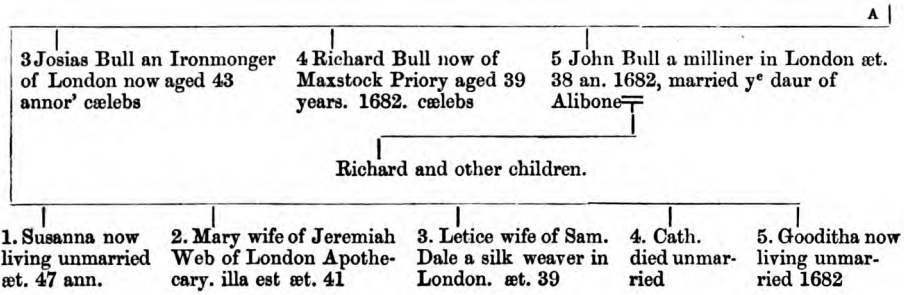 A
3 Josias Bull an Ironmonger
of London now aged 43
annor' cælebs
4 Richard Bull now of
Maxstock Priory aged 39
years. 1682. cælebs
5 John Bull a milliner in London æt.
38 an. 1682, married yᵉ daur of
Alibone
Richard and other children.
1. Susanna now
living unmarried
æt. 47 ann.
2. Mary wife of Jeremiah
Web of London Apothe-
cary. illa est æt. 41
3. Letice wife of Sam.
Dale a silk weaver in
London. æt. 39
4. Cath.
died unmar-
ried
5. Gooditha now
living unmar-
ried 1682